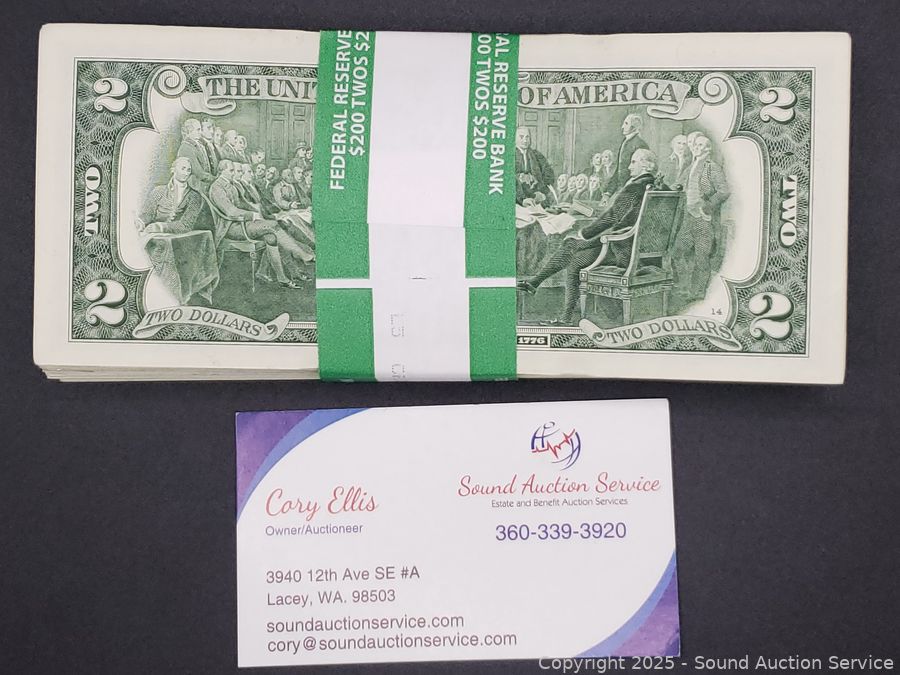 2 THE UNIT OF AMERICA 2
FEDERAL RESERVE
$200 TWOS $2
AL RESERVE BANK
00 TWOS $200
TWO
TWO
14
2 TWO DOLLARS 1776 TWO DOLLARS 2
Sound Auction Service
Estate and Benefit Auction Services
Cory Ellis
Owner/Auctioneer
360-339-3920
3940 12th Ave SE #A
Lacey, WA. 98503
soundauctionservice.com
cory@soundauctionservice.com
Copyright 2025 - Sound Auction Service